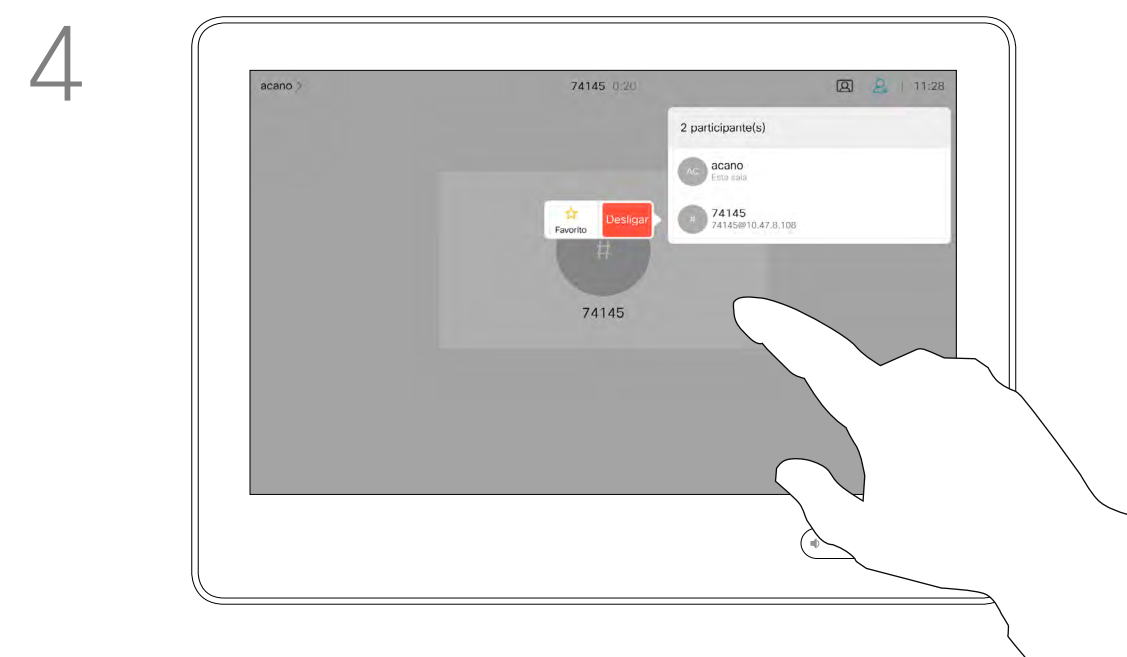 4
acano >
74145 0:20
11:28
2 participante(s)
AC
acano
Esta sala
#
74145
74145@10.47.8.108
Favorito
Desligar
#
74145